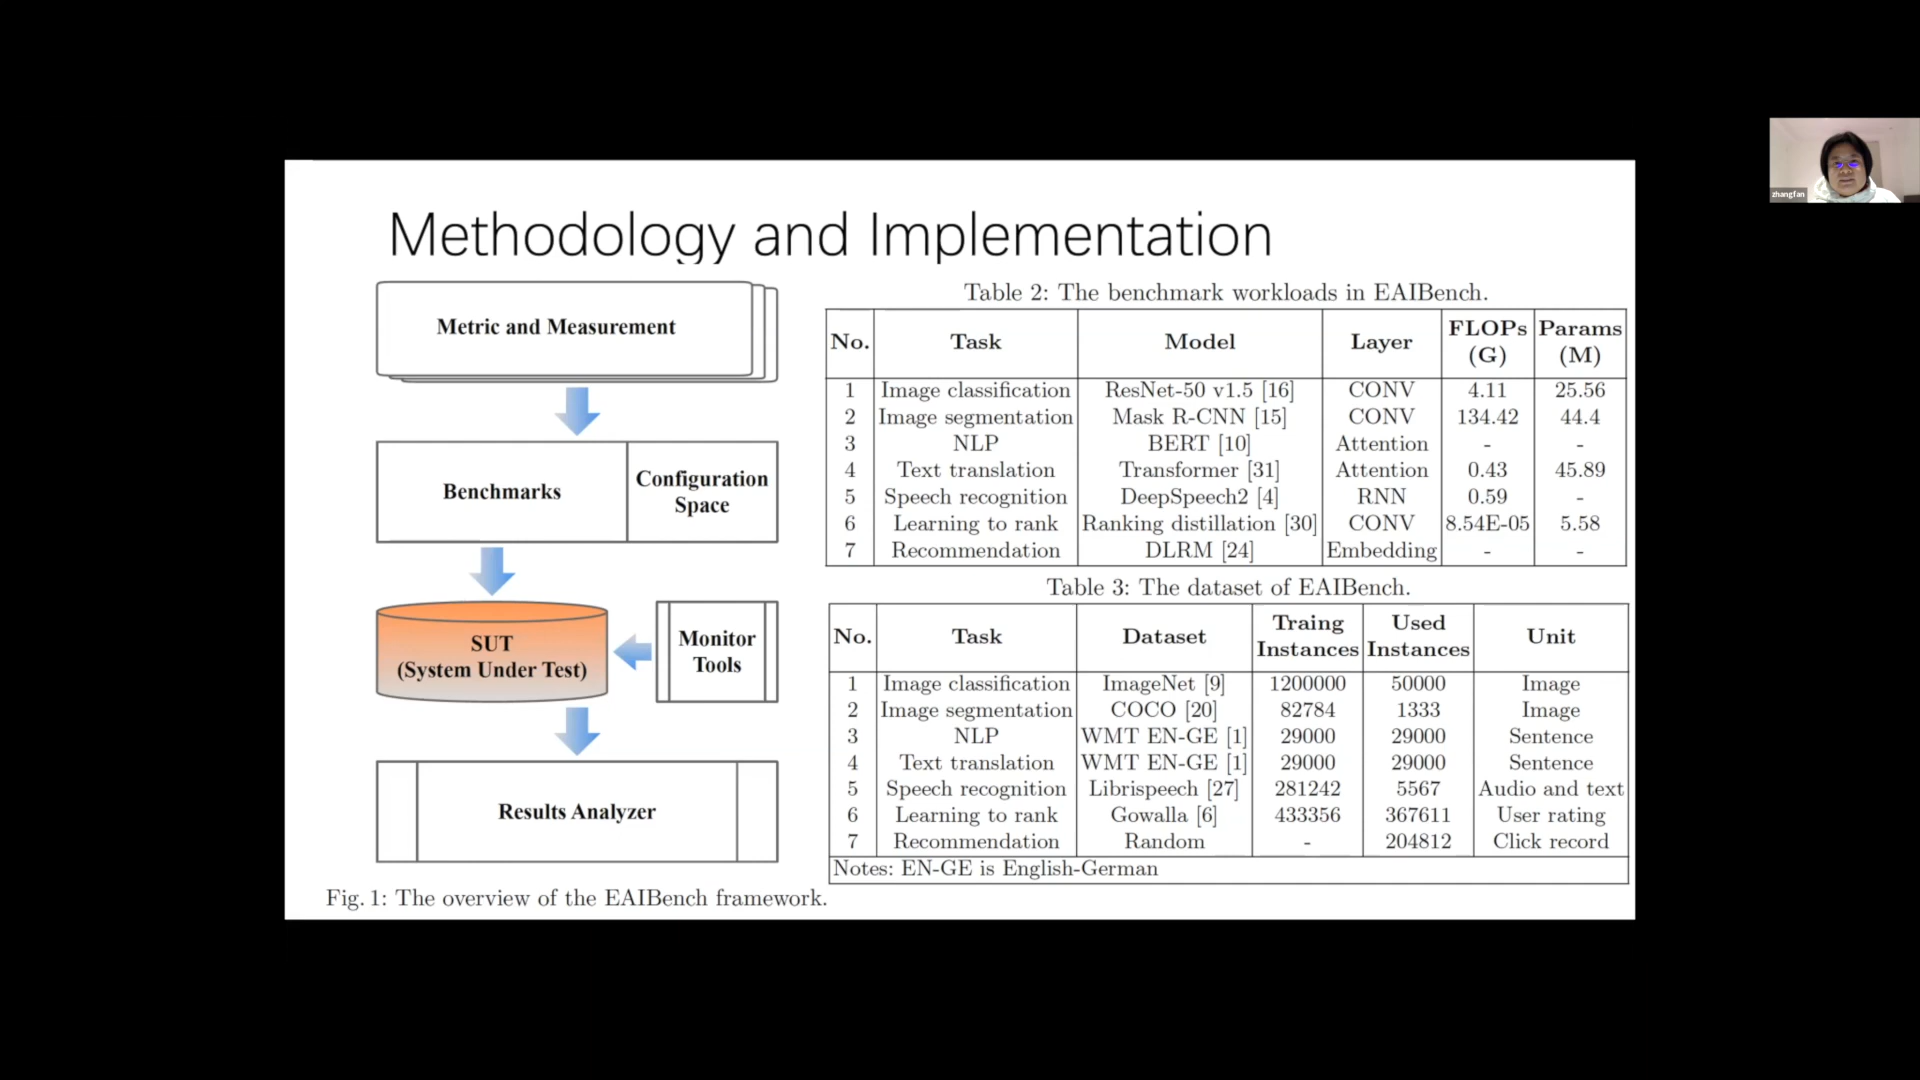 Methodology and Implementation
Metric and Measurement
Benchmarks
Configuration
Space
SUT
(System Under Test)
Monitor
Tools
Results Analyzer
Fig. 1: The overview of the EAIBench framework.
Table 2: The benchmark workloads in EAIBench.
No. Task Model Layer FLOPs (G) Params (M)
1 Image classification ResNet-50 v1.5 [16] CONV 4.11 25.56
2 Image segmentation Mask R-CNN [15] CONV 134.42 44.4
3 NLP BERT [10] Attention - -
4 Text translation Transformer [31] Attention 0.43 45.89
5 Speech recognition DeepSpeech2 [4] RNN 0.59 -
6 Learning to rank Ranking distillation [30] CONV 8.54E-05 5.58
7 Recommendation DLRM [24] Embedding - -
Table 3: The dataset of EAIBench.
No. Task Dataset Traing Instances Used Instances Unit
1 Image classification ImageNet [9] 1200000 50000 Image
2 Image segmentation COCO [20] 82784 1333 Image
3 NLP WMT EN-GE [1] 29000 29000 Sentence
4 Text translation WMT EN-GE [1] 29000 29000 Sentence
5 Speech recognition Librispeech [27] 281242 5567 Audio and text
6 Learning to rank Gowalla [6] 433356 367611 User rating
7 Recommendation Random - 204812 Click record
Notes: EN-GE is English-German
zhangfan